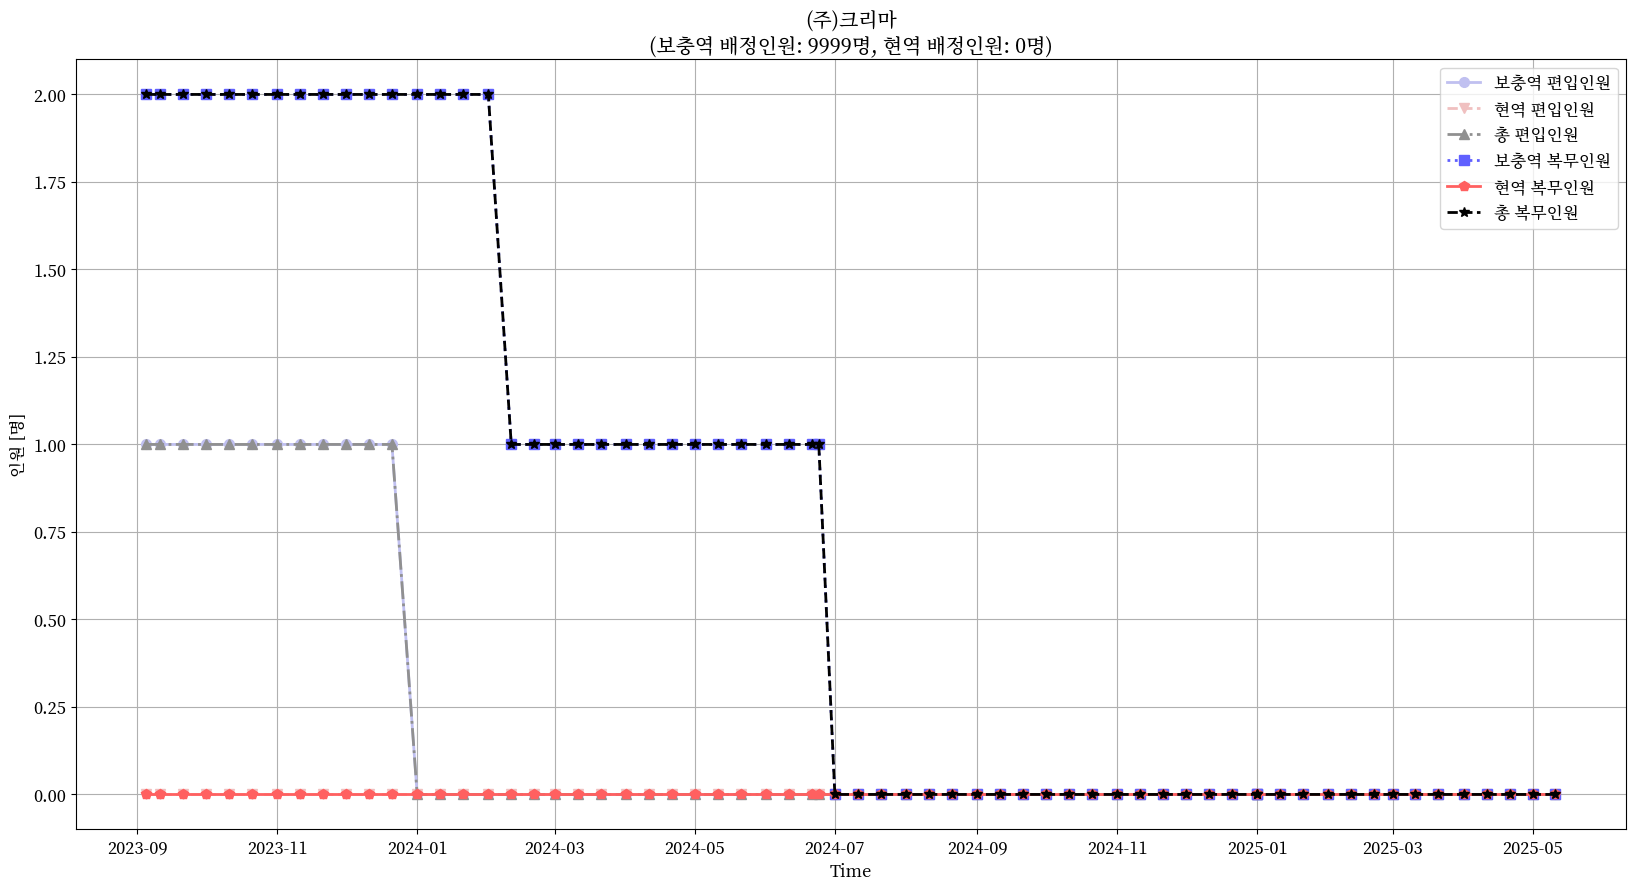 (주)크리마
(보충역 배정인원: 9999명, 현역 배정인원: 0명)
보충역 편입인원
현역 편입인원
총 편입인원
보충역 복무인원
현역 복무인원
총 복무인원
인원 [명]
2.00
1.75
1.50
1.25
1.00
0.75
0.50
0.25
0.00
2023-09 2023-11 2024-01 2024-03 2024-05 2024-07 2024-09 2024-11 2025-01 2025-03 2025-05
Time